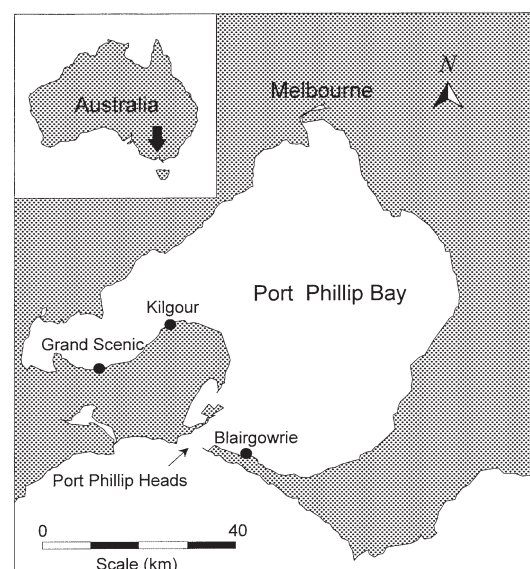 Australia
Melbourne
N
Port Phillip Bay
Kilgour
Grand Scenic
Blairgowrie
Port Phillip Heads
0 40
Scale (km)